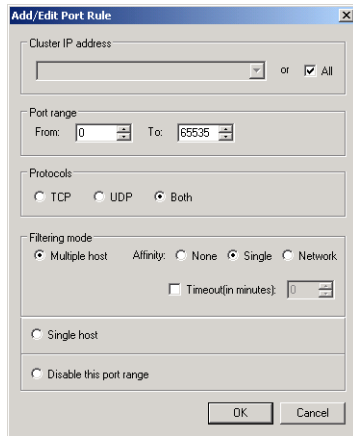 Add/Edit Port Rule
Cluster IP address
or All
Port range
From: 0 To: 65535
Protocols
TCP UDP Both
Filtering mode
Multiple host Affinity: None Single Network
Timeout(in minutes): 0
Single host
Disable this port range
OK Cancel